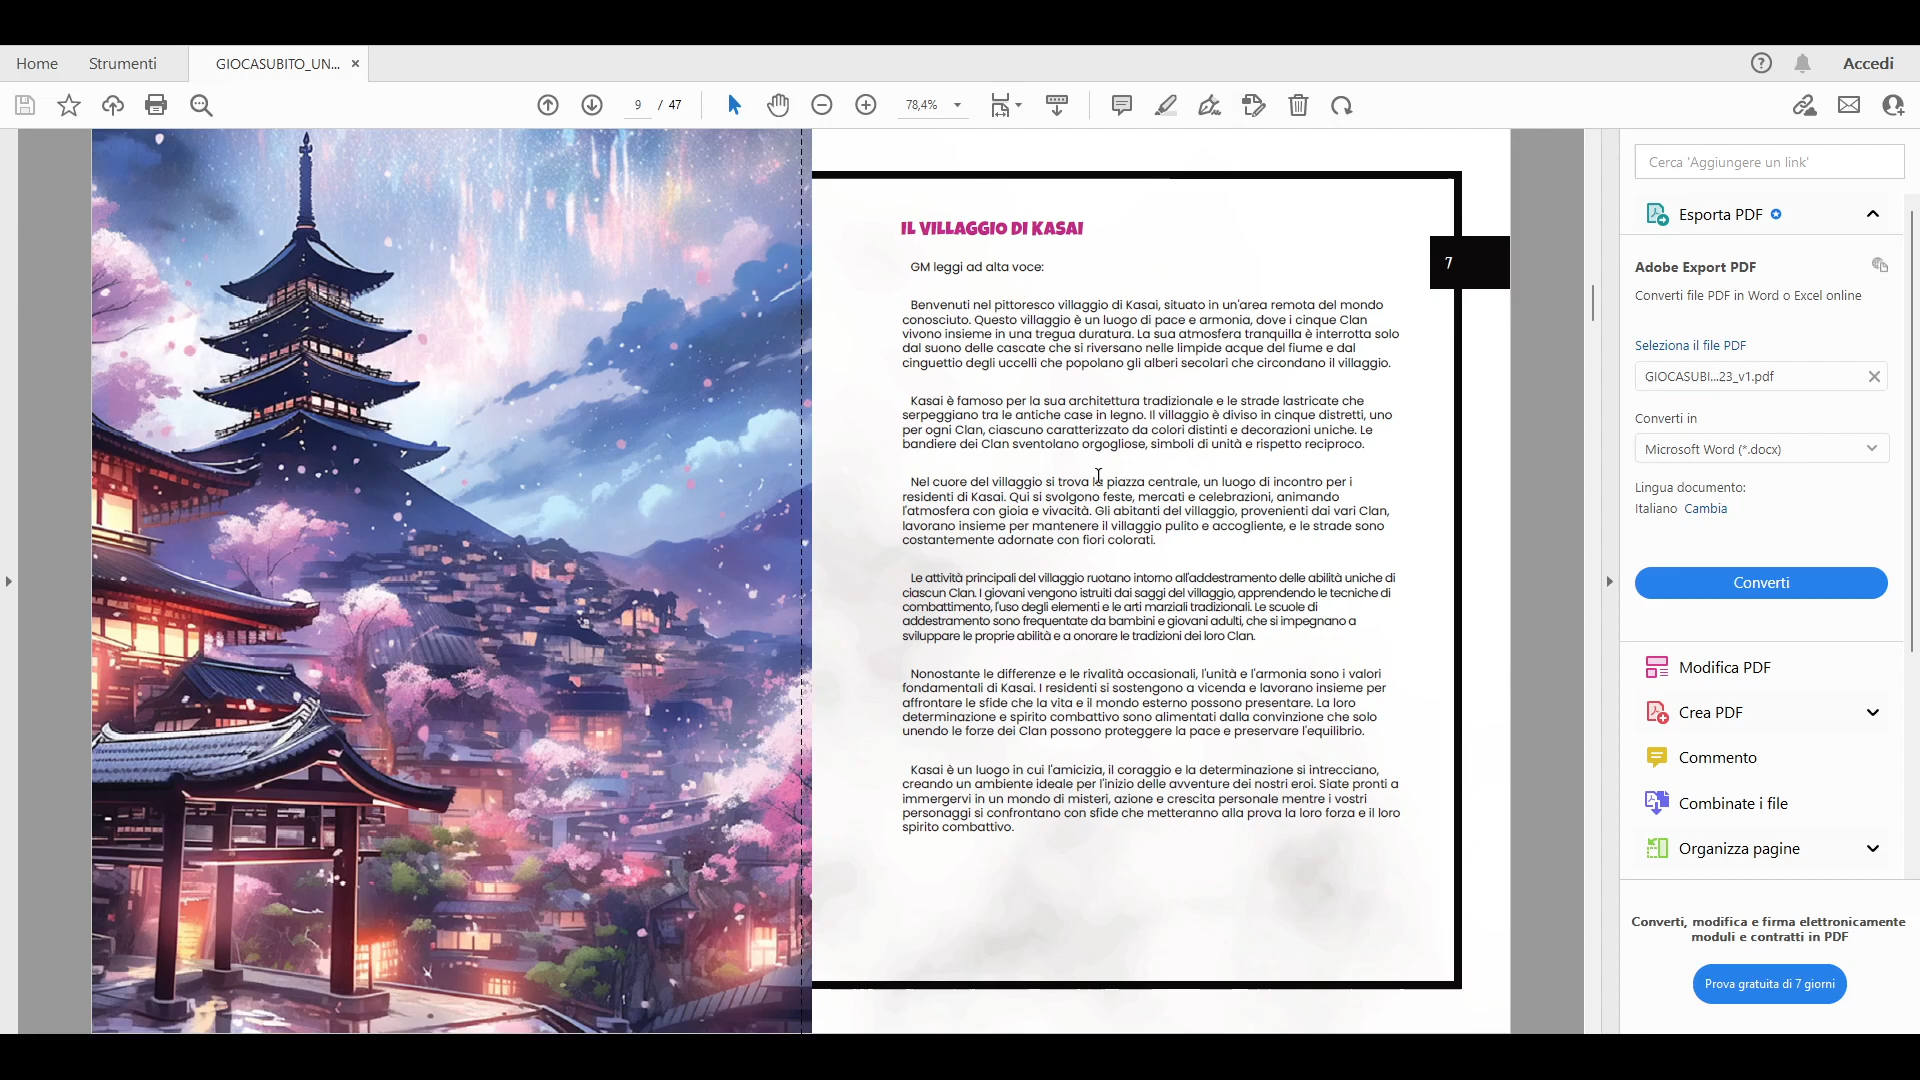 Home
Strumenti
GIOCASUBITO_UN...
Accedi
9 / 47
78,4%
IL VILLAGGIO DI KASAI
7
GM leggi ad alta voce:
Benvenuti nel pittoresco villaggio di Kasai, situato in un'area remota del mondo
conosciuto. Questo villaggio è un luogo di pace e armonia, dove i cinque Clan
vivono insieme in una tregua duratura. La sua atmosfera tranquilla è interrotta solo
dal suono delle cascate che si riversano nelle limpide acque del fiume e dal
cinguettio degli uccelli che popolano gli alberi secolari che circondano il villaggio.
Kasai è famoso per la sua architettura tradizionale e le strade lastricate che
serpeggiano tra le antiche case in legno. Il villaggio è diviso in cinque distretti, uno
per ogni Clan, ciascuno caratterizzato da colori distinti e decorazioni uniche. Le
bandiere dei Clan sventolano orgogliose, simboli di unità e rispetto reciproco.
Nel cuore del villaggio si trova la piazza centrale, un luogo di incontro per i
residenti di Kasai. Qui si svolgono feste, mercati e celebrazioni, animando
l'atmosfera con gioia e vivacità. Gli abitanti del villaggio, provenienti dai vari Clan,
lavorano insieme per mantenere il villaggio pulito e accogliente, e le strade sono
costantemente adornate con fiori colorati.
Le attività principali del villaggio ruotano intorno all'addestramento delle abilità uniche di
ciascun Clan. I giovani vengono istruiti dai saggi del villaggio, apprendendo le tecniche di
combattimento, l'uso degli elementi e le arti marziali tradizionali. Le scuole di
addestramento sono frequentate da bambini e giovani adulti, che si impegnano a
sviluppare le proprie abilità e a onorare le tradizioni dei loro Clan.
Nonostante le differenze e le rivalità occasionali, l'unità e l'armonia sono i valori
fondamentali di Kasai. I residenti si sostengono a vicenda e lavorano insieme per
affrontare le sfide che la vita e il mondo esterno possono presentare. La loro
determinazione e spirito combattivo sono alimentati dalla convinzione che solo
unendo le forze dei Clan possono proteggere la pace e preservare l'equilibrio.
Kasai è un luogo in cui l'amicizia, il coraggio e la determinazione si intrecciano,
creando un ambiente ideale per l'inizio delle avventure dei nostri eroi. Siate pronti a
immergervi in un mondo di misteri, azione e crescita personale mentre i vostri
personaggi si confrontano con sfide che metteranno alla prova la loro forza e il loro
spirito combattivo.
Cerca 'Aggiungere un link'
Esporta PDF
Adobe Export PDF
Converti file PDF in Word o Excel online
Seleziona il file PDF
GIOCASUBI...23_v1.pdf
Converti in
Microsoft Word (*.docx)
Lingua documento:
Italiano Cambia
Converti
Modifica PDF
Crea PDF
Commento
Combinate i file
Organizza pagine
Converti, modifica e firma elettronicamente
moduli e contratti in PDF
Prova gratuita di 7 giorni